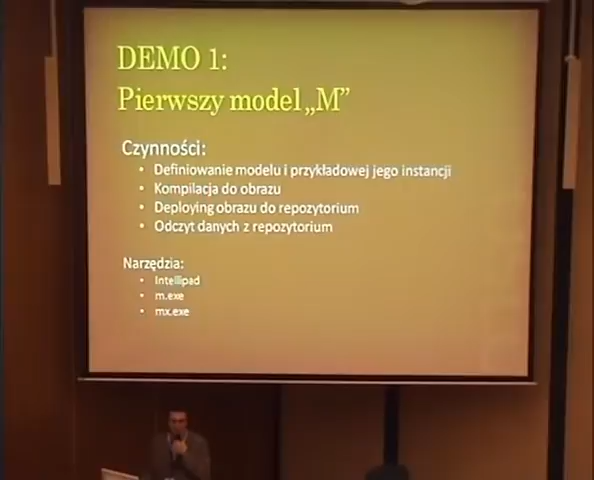 DEMO 1:
Pierwszy model „M”
Czynności:
• Definiowanie modelu i przykładowej jego instancji
• Kompilacja do obrazu
• Deploying obrazu do repozytorium
• Odczyt danych z repozytorium
Narzędzia:
• Intellipad
• m.exe
• mx.exe